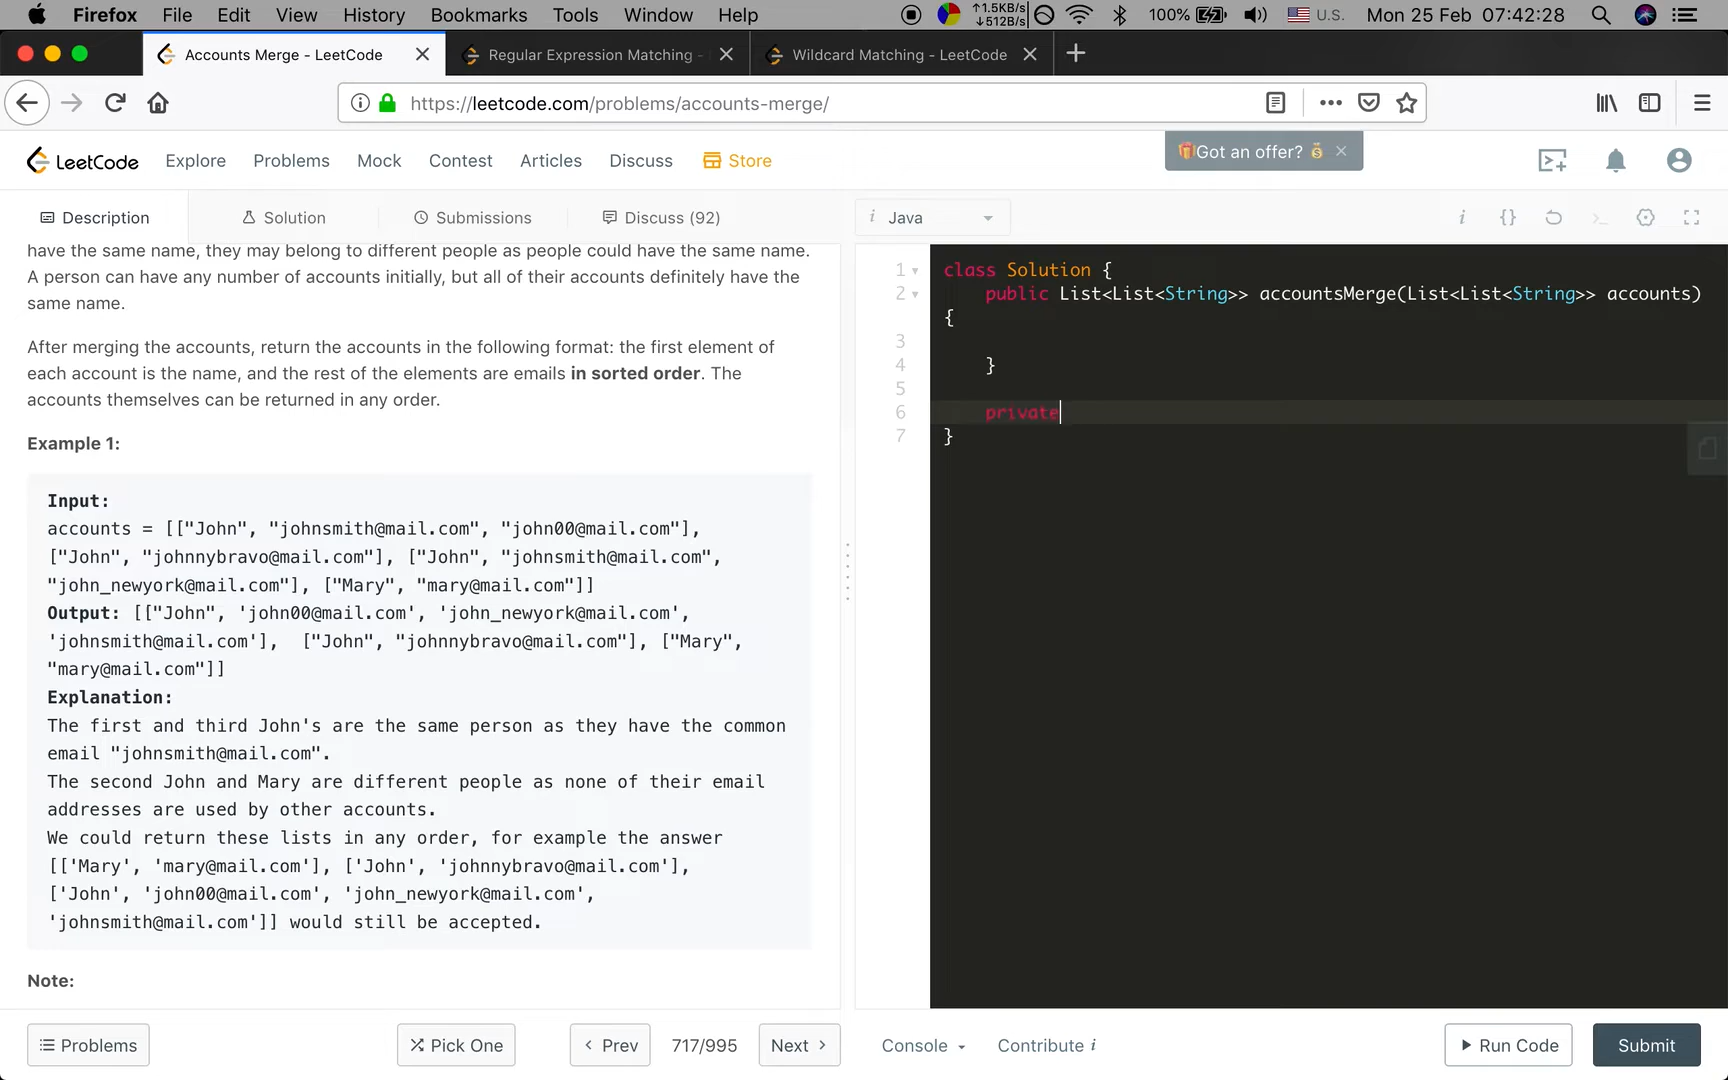 Firefox File Edit View History Bookmarks Tools Window Help ↑1.5KB/s ↓512B/s 100% U.S. Mon 25 Feb 07:42:28
Accounts Merge - LeetCode Regular Expression Matching - Wildcard Matching - LeetCode
https://leetcode.com/problems/accounts-merge/
LeetCode Explore Problems Mock Contest Articles Discuss Store Got an offer?
Description Solution Submissions Discuss (92) i Java
have the same name, they may belong to different people as people could have the same name.
A person can have any number of accounts initially, but all of their accounts definitely have the
same name.
After merging the accounts, return the accounts in the following format: the first element of
each account is the name, and the rest of the elements are emails in sorted order. The
accounts themselves can be returned in any order.
Example 1:
Input:
accounts = [["John", "johnsmith@mail.com", "john00@mail.com"],
["John", "johnnybravo@mail.com"], ["John", "johnsmith@mail.com",
"john_newyork@mail.com"], ["Mary", "mary@mail.com"]]
Output: [["John", 'john00@mail.com', 'john_newyork@mail.com',
'johnsmith@mail.com'],  ["John", "johnnybravo@mail.com"], ["Mary",
"mary@mail.com"]]
Explanation:
The first and third John's are the same person as they have the common
email "johnsmith@mail.com".
The second John and Mary are different people as none of their email
addresses are used by other accounts.
We could return these lists in any order, for example the answer
[['Mary', 'mary@mail.com'], ['John', 'johnnybravo@mail.com'],
['John', 'john00@mail.com', 'john_newyork@mail.com',
'johnsmith@mail.com']] would still be accepted.
Note:
1 class Solution {
2 public List<List<String>> accountsMerge(List<List<String>> accounts)
{
3
4 }
5
6 private
7 }
Problems Pick One Prev 717/995 Next Console Contribute i Run Code Submit